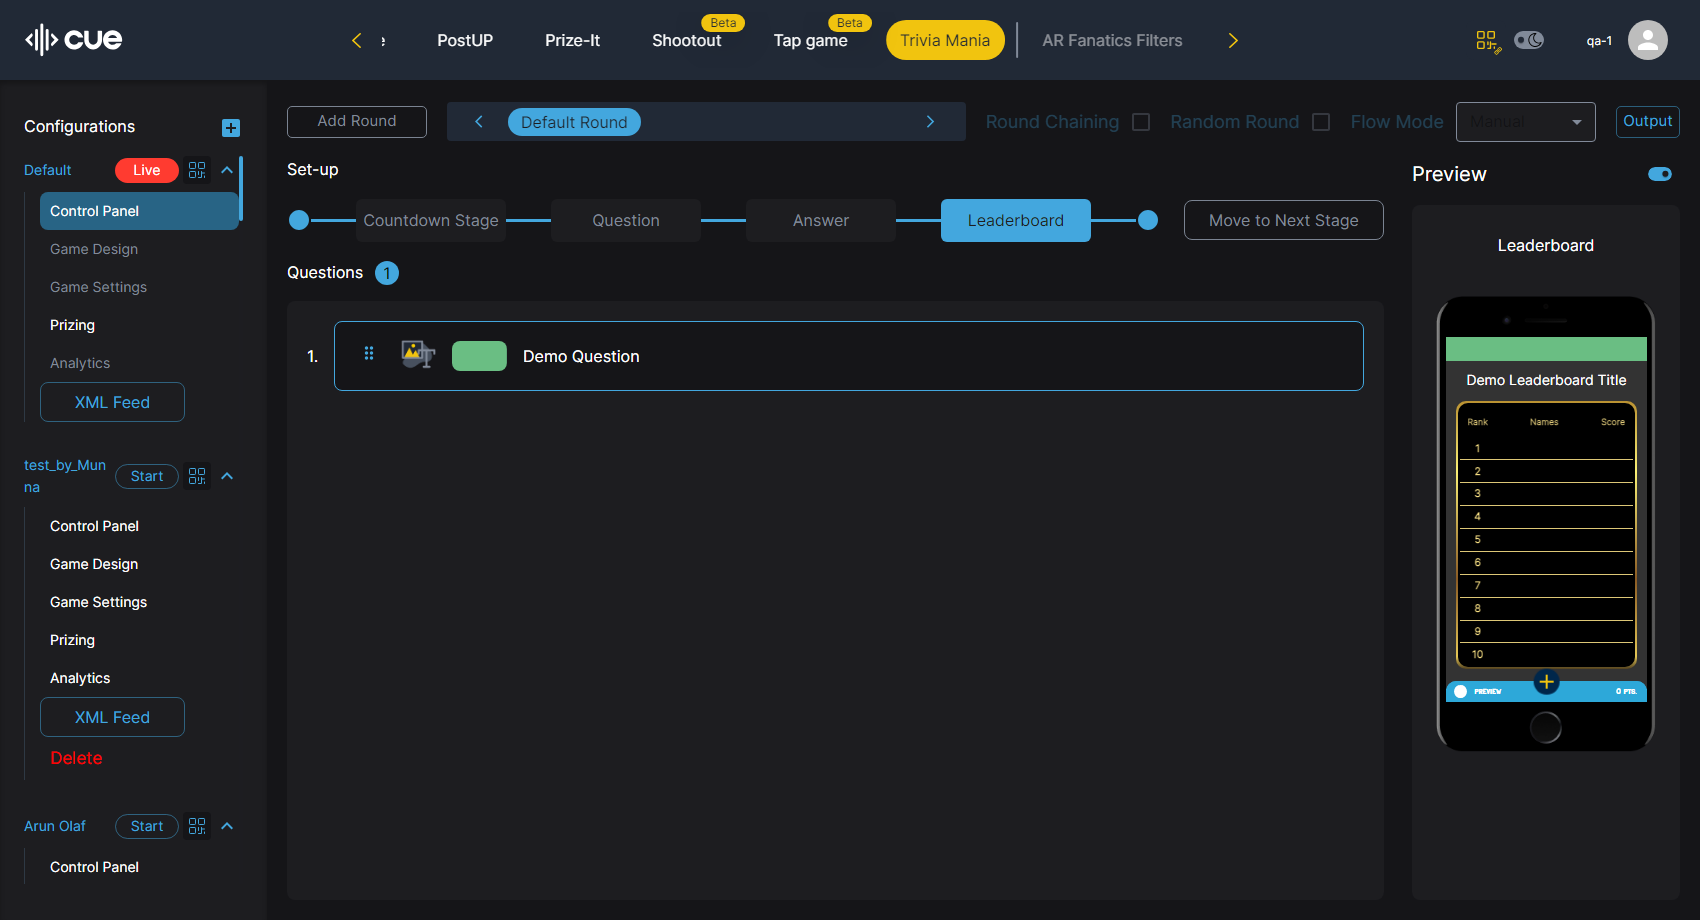 cue
PostUP
Prize-It
Beta
Shootout
Beta
Tap game
Trivia Mania
AR Fanatics Filters
qa-1
Configurations
Add Round
Default Round
Round Chaining
Random Round
Flow Mode
Manual
Output
Default
Live
Control Panel
Game Design
Game Settings
Prizing
Analytics
XML Feed
test_by_Mun
na
Start
Control Panel
Game Design
Game Settings
Prizing
Analytics
XML Feed
Delete
Arun Olaf
Start
Control Panel
Set-up
Countdown Stage
Question
Answer
Leaderboard
Move to Next Stage
Questions 1
1. Demo Question
Preview
Leaderboard
Demo Leaderboard Title
Rank Names Score
1
2
3
4
5
6
7
8
9
10
PREVIEW
0 PTS.